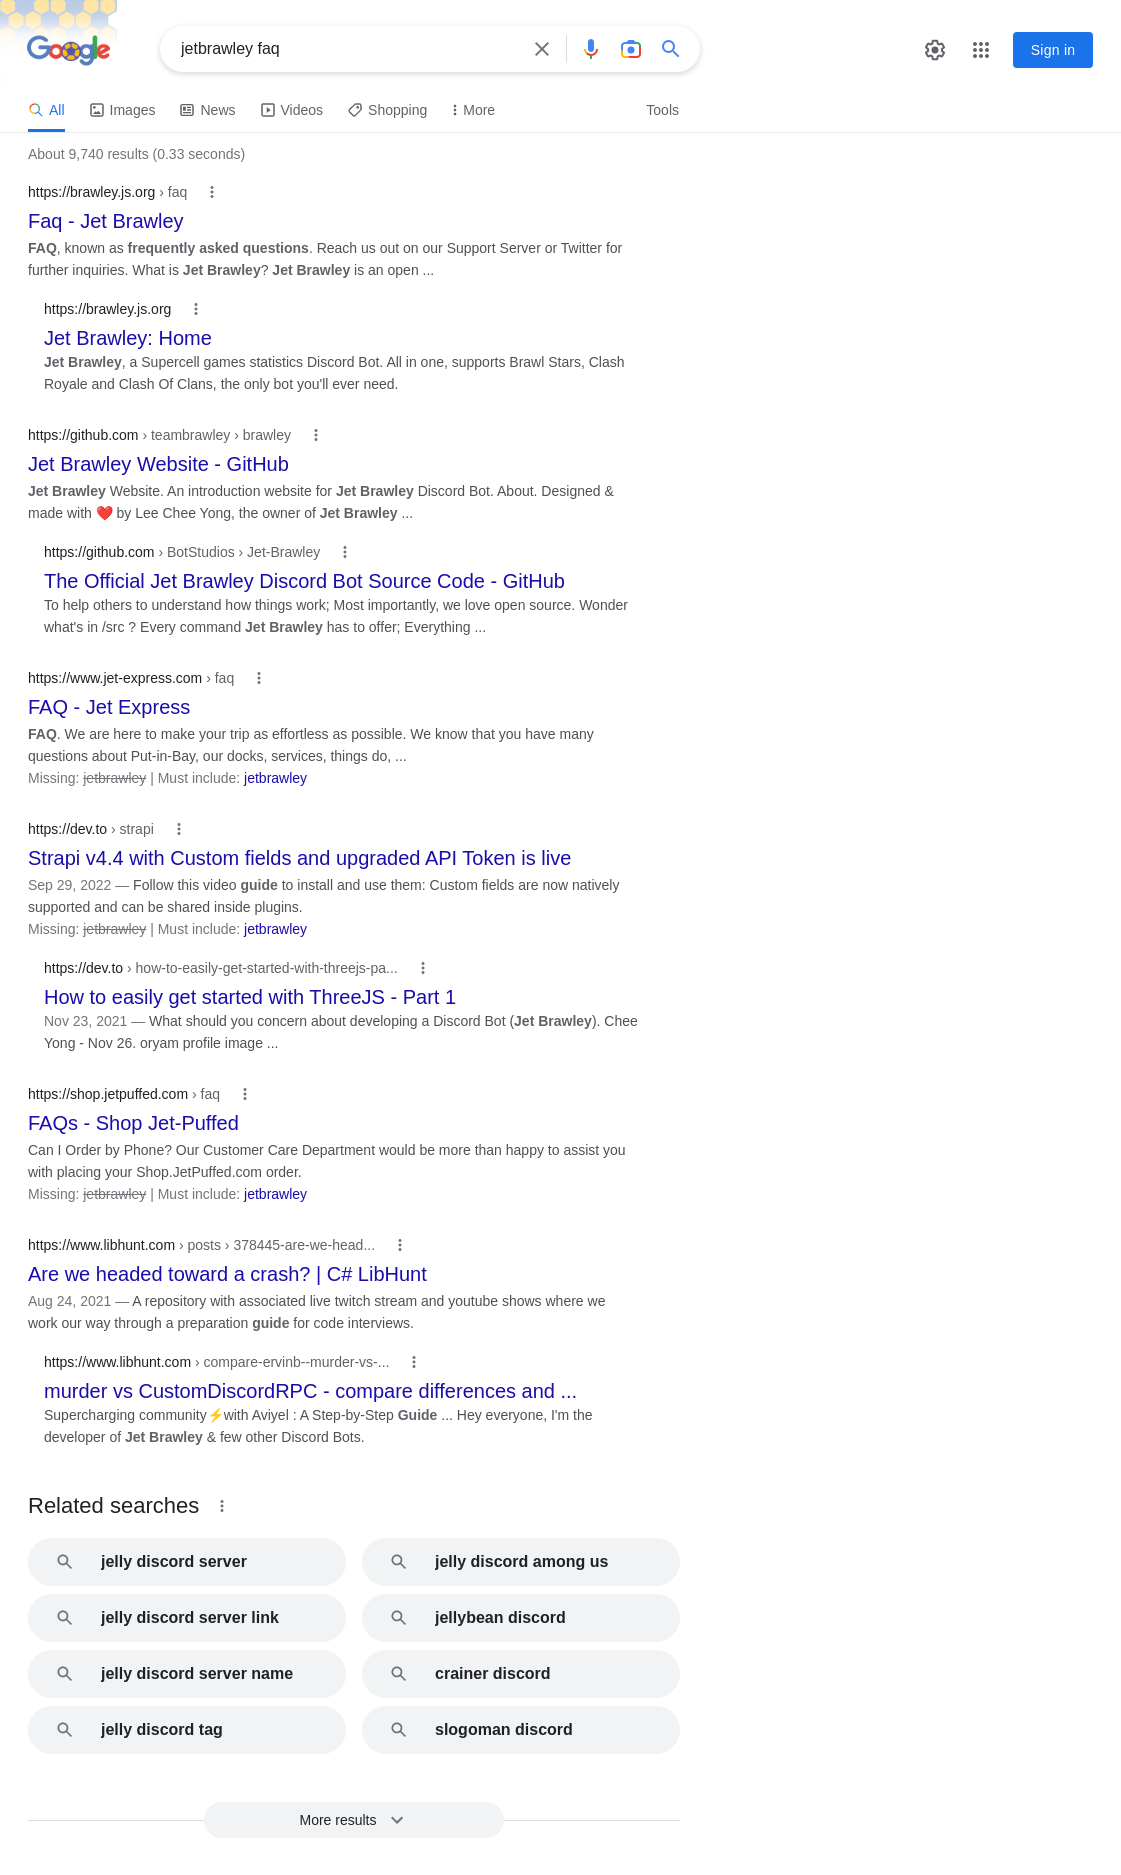 Google
jetbrawley faq
Sign in
All
Images
News
Videos
Shopping
More
Tools
About 9,740 results (0.33 seconds)
https://brawley.js.org › faq
Faq - Jet Brawley
FAQ, known as frequently asked questions. Reach us out on our Support Server or Twitter for
further inquiries. What is Jet Brawley? Jet Brawley is an open ...
https://brawley.js.org
Jet Brawley: Home
Jet Brawley, a Supercell games statistics Discord Bot. All in one, supports Brawl Stars, Clash
Royale and Clash Of Clans, the only bot you'll ever need.
https://github.com › teambrawley › brawley
Jet Brawley Website - GitHub
Jet Brawley Website. An introduction website for Jet Brawley Discord Bot. About. Designed &
made with ❤️ by Lee Chee Yong, the owner of Jet Brawley ...
https://github.com › BotStudios › Jet-Brawley
The Official Jet Brawley Discord Bot Source Code - GitHub
To help others to understand how things work; Most importantly, we love open source. Wonder
what's in /src ? Every command Jet Brawley has to offer; Everything ...
https://www.jet-express.com › faq
FAQ - Jet Express
FAQ. We are here to make your trip as effortless as possible. We know that you have many
questions about Put-in-Bay, our docks, services, things do, ...
Missing: jetbrawley | Must include: jetbrawley
https://dev.to › strapi
Strapi v4.4 with Custom fields and upgraded API Token is live
Sep 29, 2022 — Follow this video guide to install and use them: Custom fields are now natively
supported and can be shared inside plugins.
Missing: jetbrawley | Must include: jetbrawley
https://dev.to › how-to-easily-get-started-with-threejs-pa...
How to easily get started with ThreeJS - Part 1
Nov 23, 2021 — What should you concern about developing a Discord Bot (Jet Brawley). Chee
Yong - Nov 26. oryam profile image ...
https://shop.jetpuffed.com › faq
FAQs - Shop Jet-Puffed
Can I Order by Phone? Our Customer Care Department would be more than happy to assist you
with placing your Shop.JetPuffed.com order.
Missing: jetbrawley | Must include: jetbrawley
https://www.libhunt.com › posts › 378445-are-we-head...
Are we headed toward a crash? | C# LibHunt
Aug 24, 2021 — A repository with associated live twitch stream and youtube shows where we
work our way through a preparation guide for code interviews.
https://www.libhunt.com › compare-ervinb--murder-vs-...
murder vs CustomDiscordRPC - compare differences and ...
Supercharging community⚡with Aviyel : A Step-by-Step Guide ... Hey everyone, I'm the
developer of Jet Brawley & few other Discord Bots.
Related searches
jelly discord server
jelly discord among us
jelly discord server link
jellybean discord
jelly discord server name
crainer discord
jelly discord tag
slogoman discord
More results